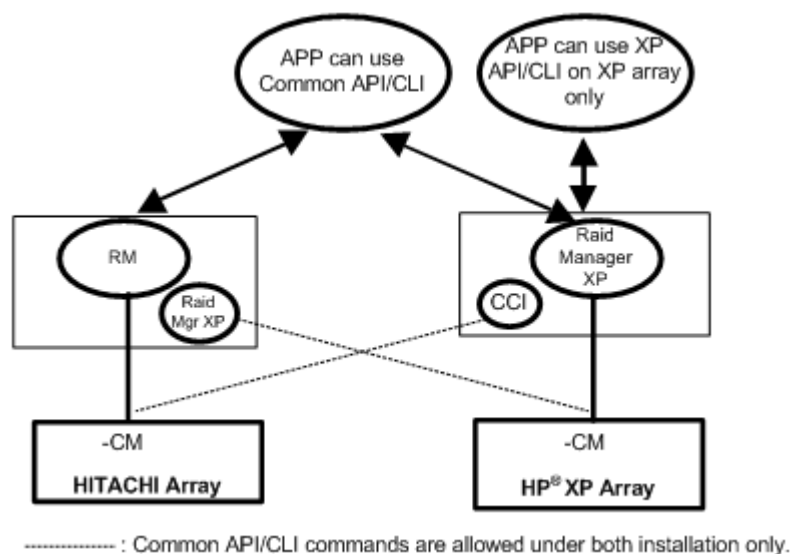 APP can use
Common API/CLI
APP can use XP
API/CLI on XP array
only
RM
Raid
Mgr XP
Raid
Manager
XP
CCI
-CM
HITACHI Array
-CM
HP® XP Array
--------------- : Common API/CLI commands are allowed under both installation only.